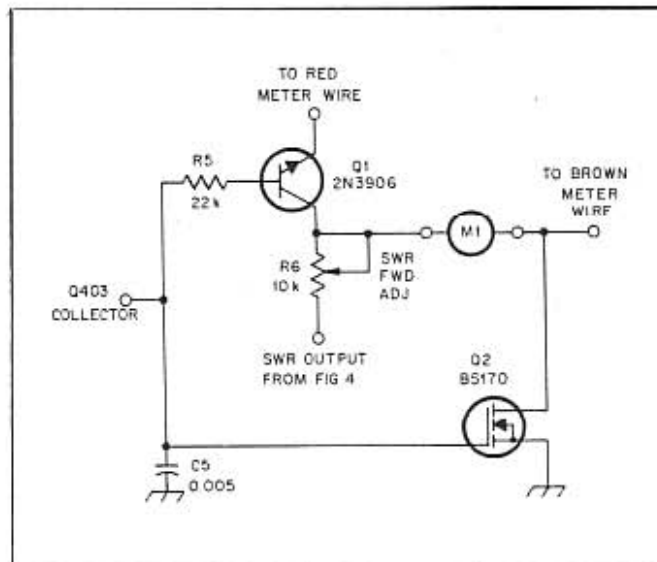 TO RED
METER WIRE
R5
22k
Q1
2N3906
TO BROWN
METER
WIRE
M1
R6
10k
SWR
FWD
ADJ
Q403
COLLECTOR
SWR OUTPUT
FROM FIG 4
Q2
BS170
C5
0.005